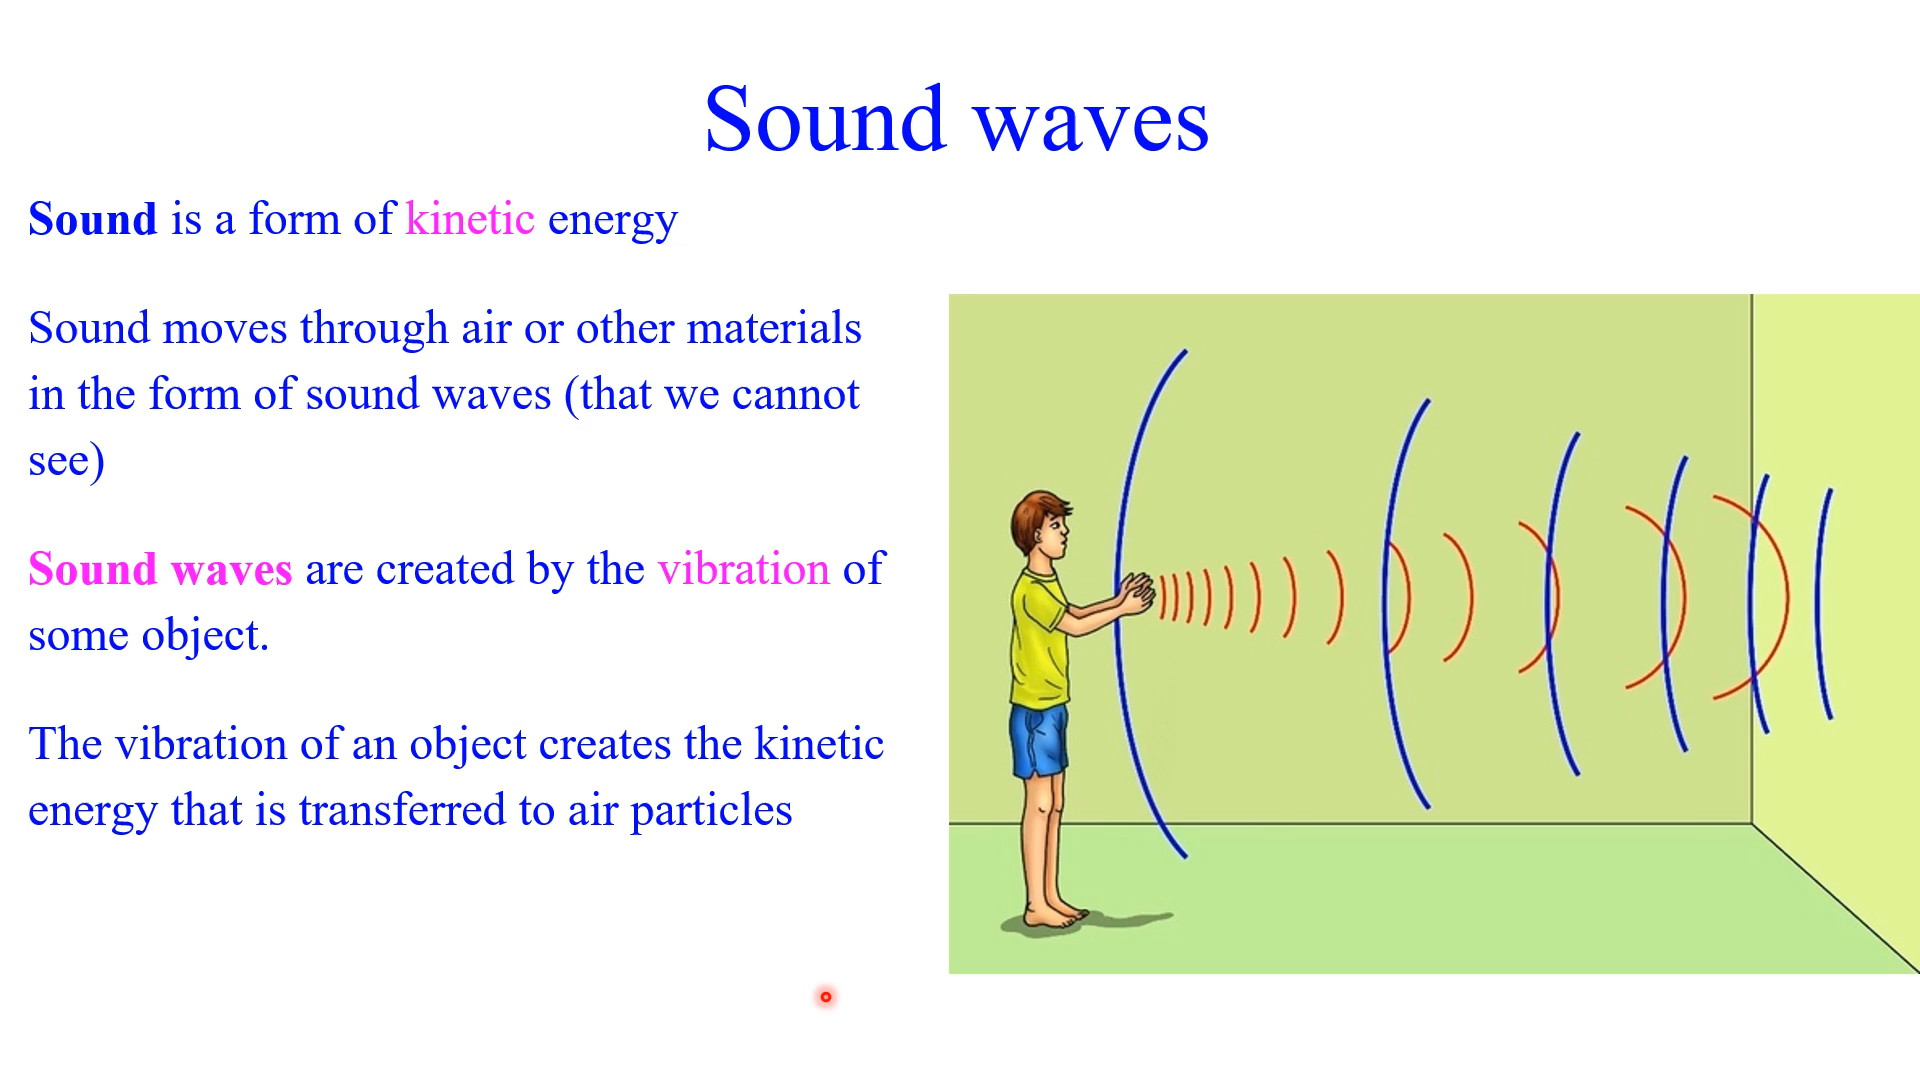 Sound waves
Sound is a form of kinetic energy
Sound moves through air or other materials
in the form of sound waves (that we cannot
see)
Sound waves are created by the vibration of
some object.
The vibration of an object creates the kinetic
energy that is transferred to air particles